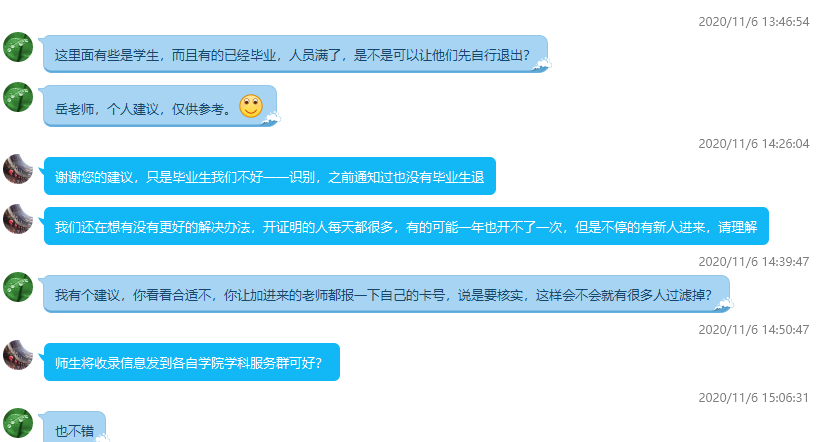 2020/11/6 13:46:54
这里面有些是学生，而且有的已经毕业，人员满了，是不是可以让他们先自行退出？
岳老师，个人建议，仅供参考。
2020/11/6 14:26:04
谢谢您的建议，只是毕业生我们不好一一识别，之前通知过也没有毕业生退
我们还在想有没有更好的解决办法，开证明的人每天都很多，有的可能一年也开不了一次，但是不停的有新人进来，请理解
2020/11/6 14:39:47
我有个建议，你看看合适不，你让加进来的老师都报一下自己的卡号，说是要核实，这样会不会就有很多人过滤掉？
2020/11/6 14:50:47
师生将收录信息发到各自学院学科服务群可好？
2020/11/6 15:06:31
也不错